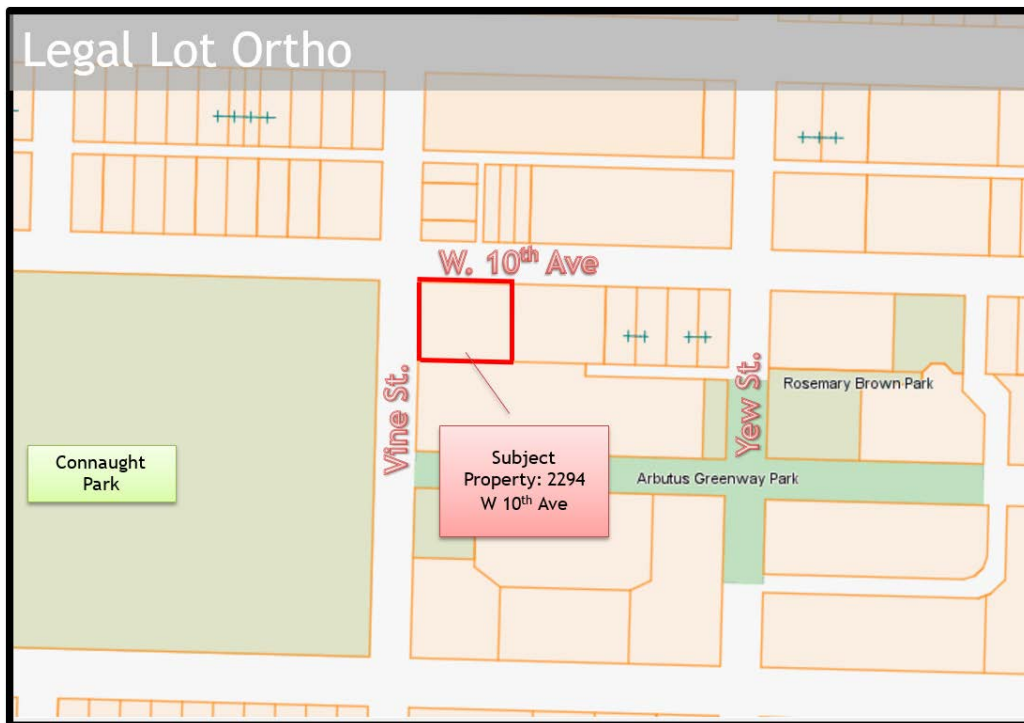 Legal Lot Ortho
W. 10th Ave
Vine St.
Yew St.
Rosemary Brown Park
Connaught
Park
Subject
Property: 2294
W 10th Ave
Arbutus Greenway Park